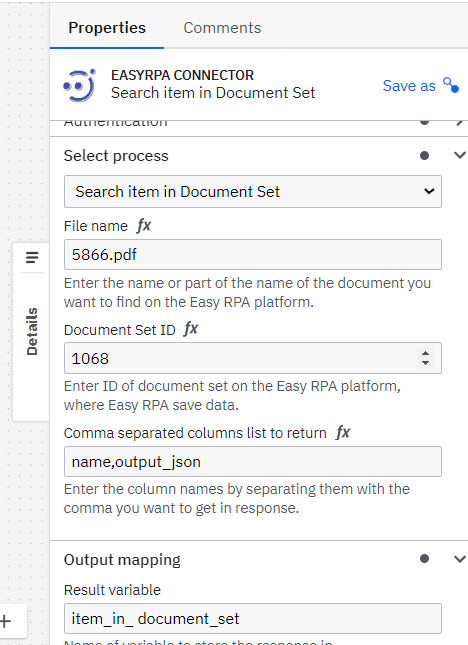 Properties
Comments
EASYRPA CONNECTOR
Search item in Document Set
Save as
Authentication
Select process
Search item in Document Set
File name fx
5866.pdf
Enter the name or part of the name of the document you
want to find on the Easy RPA platform.
Document Set ID fx
1068
Enter ID of document set on the Easy RPA platform,
where Easy RPA save data.
Comma separated columns list to return fx
name,output_json
Enter the column names by separating them with the
comma you want to get in response.
Output mapping
Result variable
item_in_ document_set
Name of variable to store the response in
Details